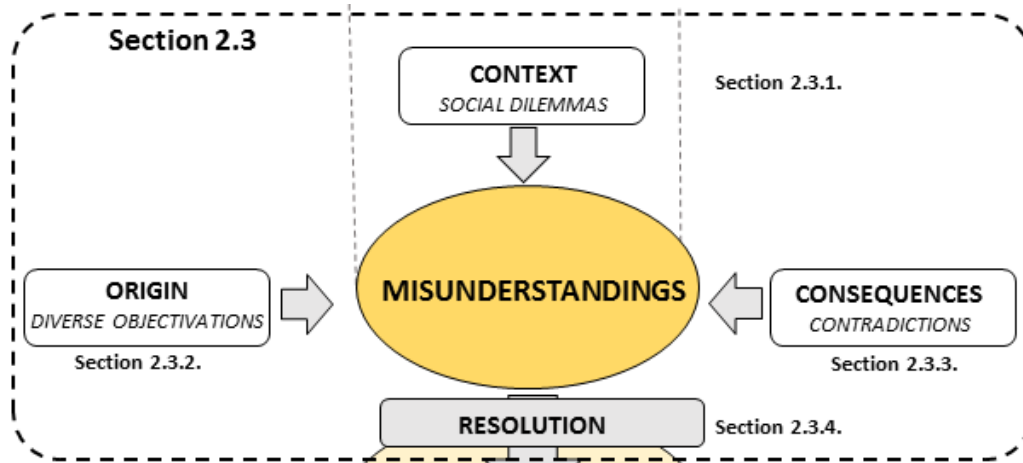 Section 2.3
CONTEXT
SOCIAL DILEMMAS
Section 2.3.1.
MISUNDERSTANDINGS
ORIGIN
DIVERSE OBJECTIVATIONS
Section 2.3.2.
CONSEQUENCES
CONTRADICTIONS
Section 2.3.3.
RESOLUTION
Section 2.3.4.